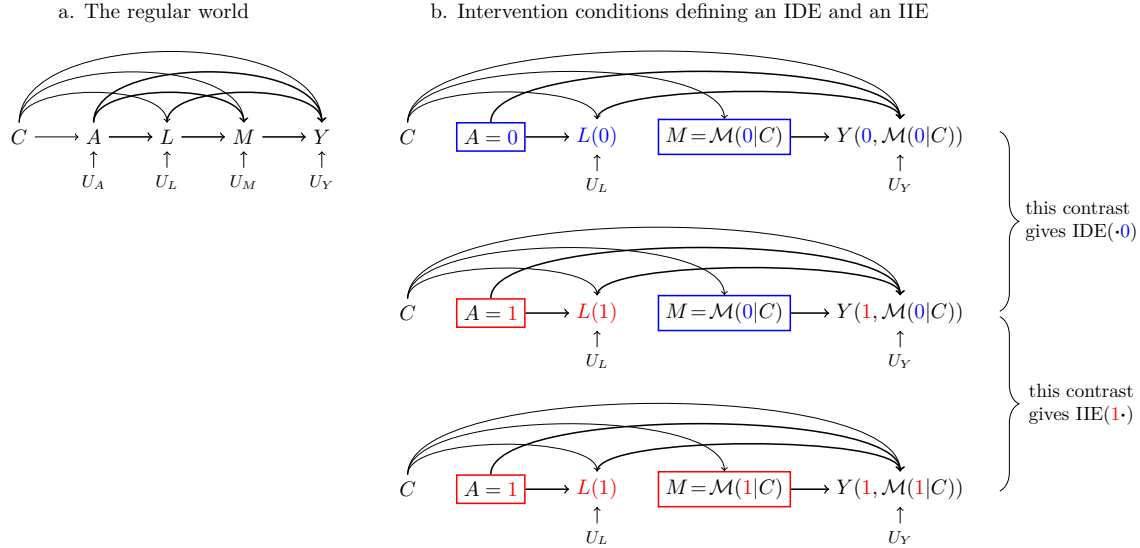 a. The regular world
b. Intervention conditions defining an IDE and an IIE
C A L M Y
U_A U_L U_M U_Y
C A = 0 L(0) M = ℳ(0|C) Y(0, ℳ(0|C))
U_L U_Y
this contrast
gives IDE(·0)
C A = 1 L(1) M = ℳ(0|C) Y(1, ℳ(0|C))
U_L U_Y
this contrast
gives IIE(1·)
C A = 1 L(1) M = ℳ(1|C) Y(1, ℳ(1|C))
U_L U_Y